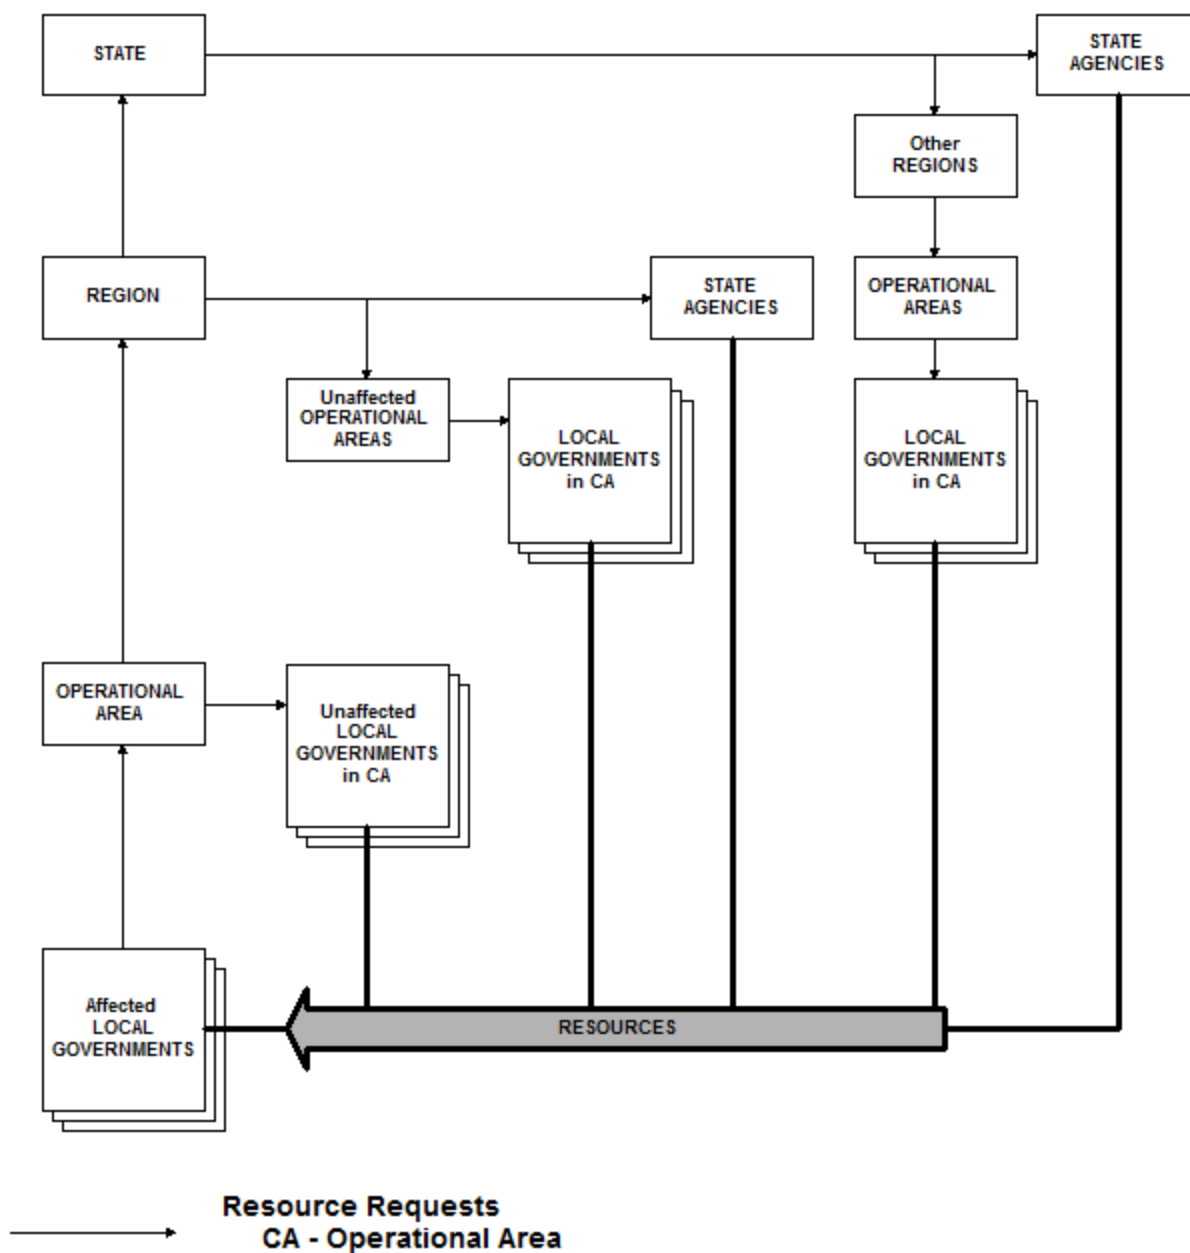 STATE
STATE
AGENCIES
Other
REGIONS
REGION
STATE
AGENCIES
OPERATIONAL
AREAS
Unaffected
OPERATIONAL
AREAS
LOCAL
GOVERNMENTS
in CA
LOCAL
GOVERNMENTS
in CA
OPERATIONAL
AREA
Unaffected
LOCAL
GOVERNMENTS
in CA
Affected
LOCAL
GOVERNMENTS
RESOURCES
Resource Requests
CA - Operational Area